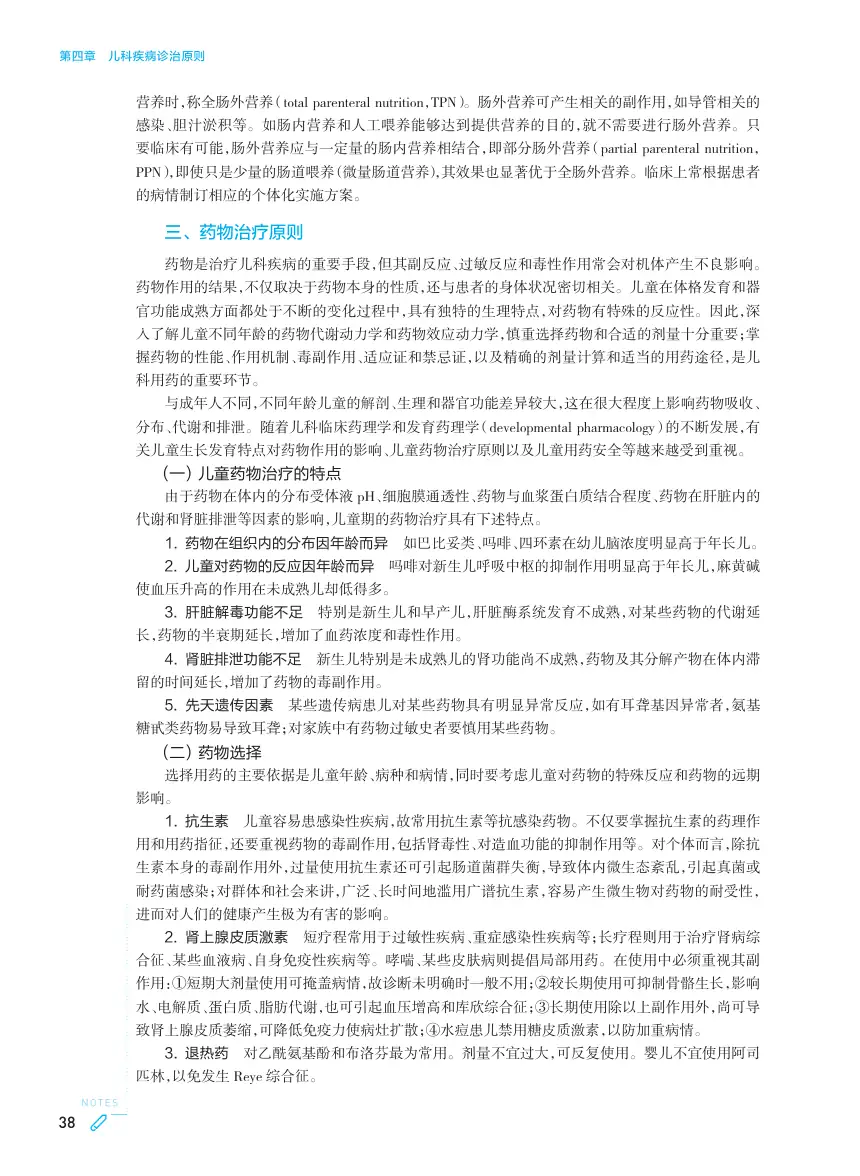 第四章 儿科疾病诊治原则
营养时,称全肠外营养(total parenteral nutrition,TPN)。肠外营养可产生相关的副作用,如导管相关的
感染、胆汁淤积等。如肠内营养和人工喂养能够达到提供营养的目的,就不需要进行肠外营养。只
要临床有可能,肠外营养应与一定量的肠内营养相结合,即部分肠外营养(partial parenteral nutrition,
PPN),即使只是少量的肠道喂养(微量肠道营养),其效果也显著优于全肠外营养。临床上常根据患者
的病情制订相应的个体化实施方案。
三、药物治疗原则
药物是治疗儿科疾病的重要手段,但其副反应、过敏反应和毒性作用常会对机体产生不良影响。
药物作用的结果,不仅取决于药物本身的性质,还与患者的身体状况密切相关。儿童在体格发育和器
官功能成熟方面都处于不断的变化过程中,具有独特的生理特点,对药物有特殊的反应性。因此,深
入了解儿童不同年龄的药物代谢动力学和药物效应动力学,慎重选择药物和合适的剂量十分重要;掌
握药物的性能、作用机制、毒副作用、适应证和禁忌证,以及精确的剂量计算和适当的用药途径,是儿
科用药的重要环节。
与成年人不同,不同年龄儿童的解剖、生理和器官功能差异较大,这在很大程度上影响药物吸收、
分布、代谢和排泄。随着儿科临床药理学和发育药理学(developmental pharmacology)的不断发展,有
关儿童生长发育特点对药物作用的影响、儿童药物治疗原则以及儿童用药安全等越来越受到重视。
(一)儿童药物治疗的特点
由于药物在体内的分布受体液 pH、细胞膜通透性、药物与血浆蛋白质结合程度、药物在肝脏内的
代谢和肾脏排泄等因素的影响,儿童期的药物治疗具有下述特点。
1. 药物在组织内的分布因年龄而异 如巴比妥类、吗啡、四环素在幼儿脑浓度明显高于年长儿。
2. 儿童对药物的反应因年龄而异 吗啡对新生儿呼吸中枢的抑制作用明显高于年长儿,麻黄碱
使血压升高的作用在未成熟儿却低得多。
3. 肝脏解毒功能不足 特别是新生儿和早产儿,肝脏酶系统发育不成熟,对某些药物的代谢延
长,药物的半衰期延长,增加了血药浓度和毒性作用。
4. 肾脏排泄功能不足 新生儿特别是未成熟儿的肾功能尚不成熟,药物及其分解产物在体内滞
留的时间延长,增加了药物的毒副作用。
5. 先天遗传因素 某些遗传病患儿对某些药物具有明显异常反应,如有耳聋基因异常者,氨基
糖甙类药物易导致耳聋;对家族中有药物过敏史者要慎用某些药物。
(二)药物选择
选择用药的主要依据是儿童年龄、病种和病情,同时要考虑儿童对药物的特殊反应和药物的远期
影响。
1. 抗生素 儿童容易患感染性疾病,故常用抗生素等抗感染药物。不仅要掌握抗生素的药理作
用和用药指征,还要重视药物的毒副作用,包括肾毒性、对造血功能的抑制作用等。对个体而言,除抗
生素本身的毒副作用外,过量使用抗生素还可引起肠道菌群失衡,导致体内微生态紊乱,引起真菌或
耐药菌感染;对群体和社会来讲,广泛、长时间地滥用广谱抗生素,容易产生微生物对药物的耐受性,
进而对人们的健康产生极为有害的影响。
2. 肾上腺皮质激素 短疗程常用于过敏性疾病、重症感染性疾病等;长疗程则用于治疗肾病综
合征、某些血液病、自身免疫性疾病等。哮喘、某些皮肤病则提倡局部用药。在使用中必须重视其副
作用:①短期大剂量使用可掩盖病情,故诊断未明确时一般不用;②较长期使用可抑制骨骼生长,影响
水、电解质、蛋白质、脂肪代谢,也可引起血压增高和库欣综合征;③长期使用除以上副作用外,尚可导
致肾上腺皮质萎缩,可降低免疫力使病灶扩散;④水痘患儿禁用糖皮质激素,以防加重病情。
3. 退热药 对乙酰氨基酚和布洛芬最为常用。剂量不宜过大,可反复使用。婴儿不宜使用阿司
匹林,以免发生 Reye 综合征。
NOTES
38